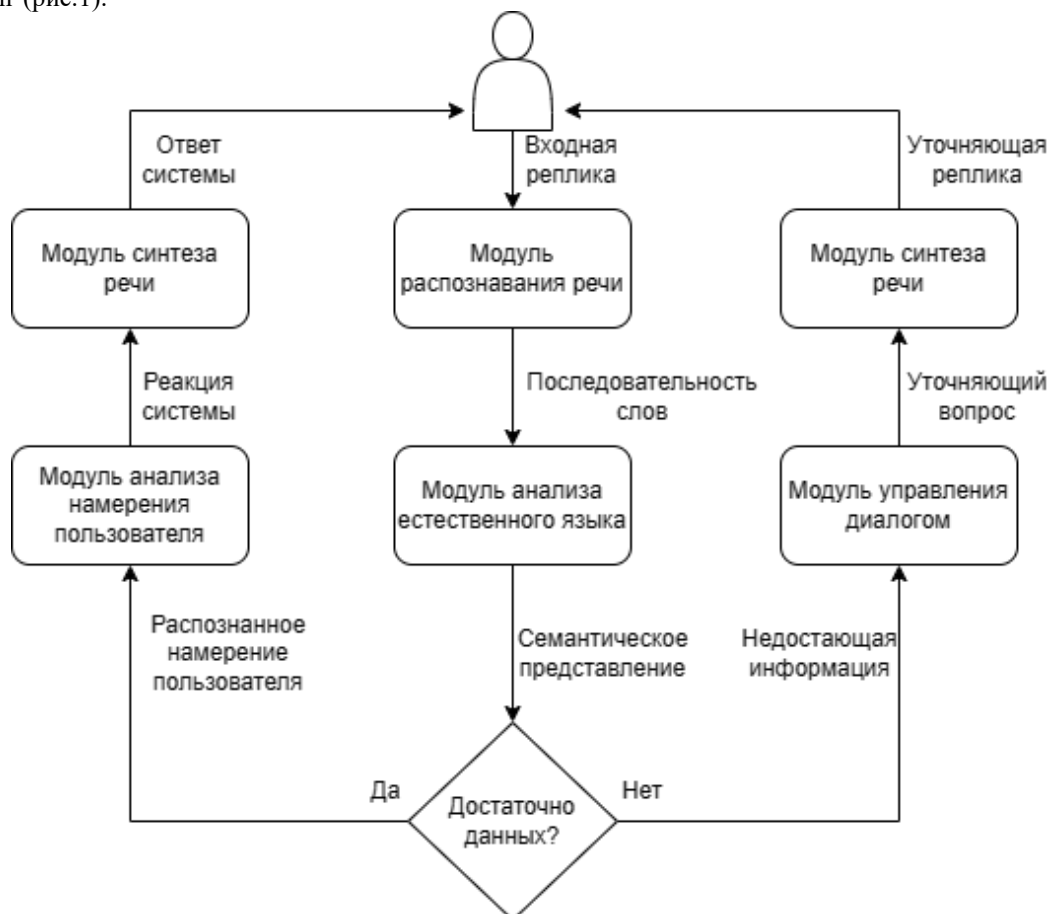 (рис.1).
Ответ
системы
Входная
реплика
Уточняющая
реплика
Модуль синтеза
речи
Модуль
распознавания речи
Модуль синтеза
речи
Реакция
системы
Последовательность
слов
Уточняющий
вопрос
Модуль анализа
намерения
пользователя
Модуль анализа
естественного языка
Модуль управления
диалогом
Распознанное
намерение
пользователя
Семантическое
представление
Недостающая
информация
Да
Достаточно
данных?
Нет